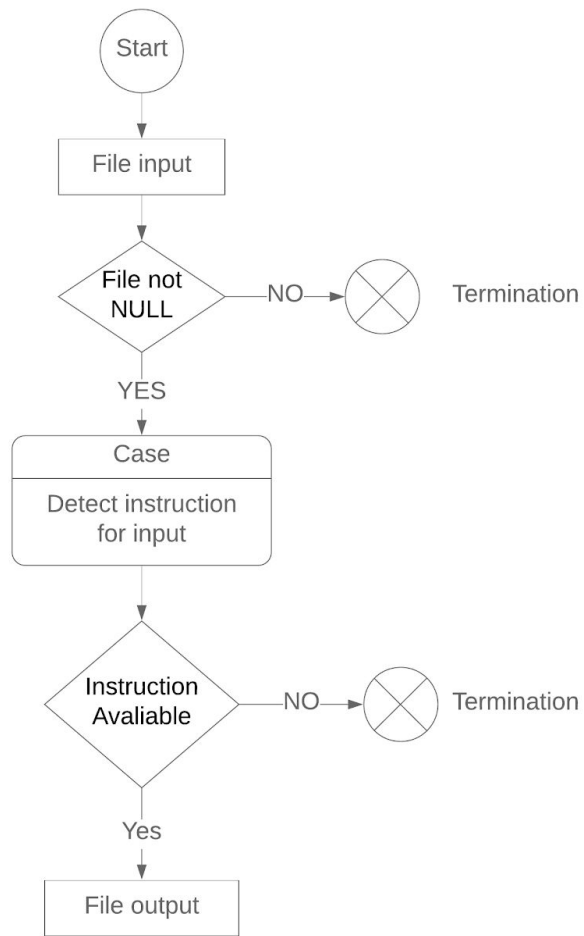 Start
File input
File not
NULL
NO
Termination
YES
Case
Detect instruction
for input
Instruction
Avaliable
NO
Termination
Yes
File output